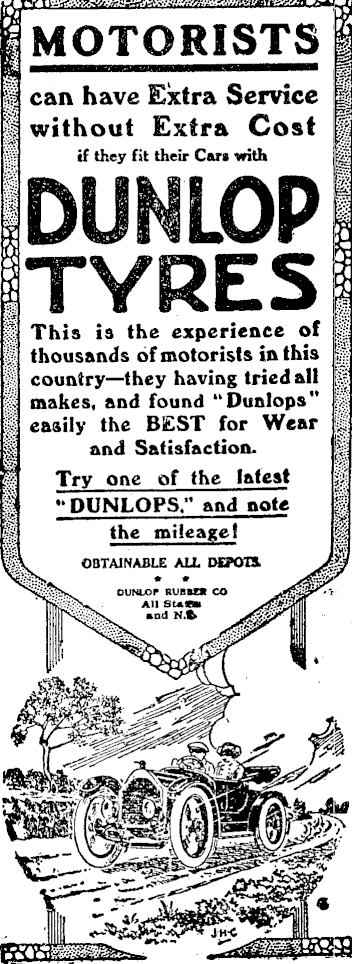 MOTORISTS
can have Extra Service
without Extra Cost
if they fit their Cars with
DUNLOP
TYRES
This is the experience of
thousands of motorists in this
country—they having tried all
makes, and found "Dunlops"
easily the BEST for Wear
and Satisfaction.
Try one of the latest
"DUNLOPS," and note
the mileage!
OBTAINABLE ALL DEPOTS.
* *
DUNLOP RUBBER CO
All States
and N.Z.
JHC